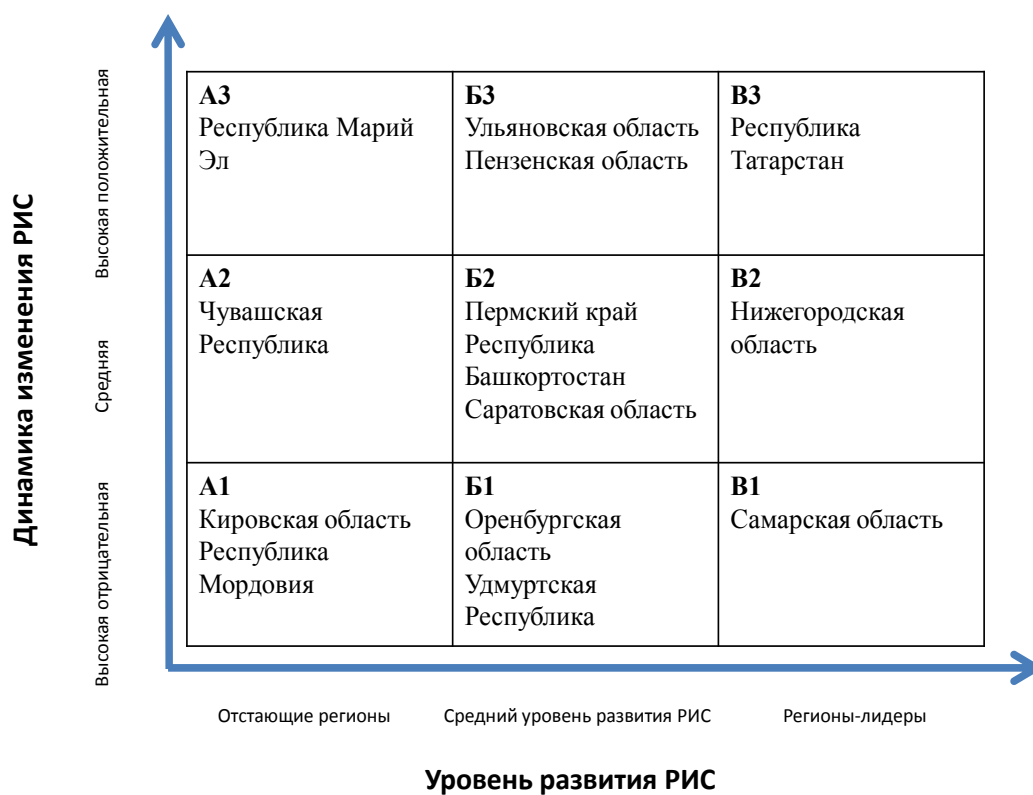 Динамика изменения РИС
Высокая положительная
А3
Республика Марий
Эл
Б3
Ульяновская область
Пензенская область
В3
Республика
Татарстан
Средняя
А2
Чувашская
Республика
Б2
Пермский край
Республика
Башкортостан
Саратовская область
В2
Нижегородская
область
Высокая отрицательная
А1
Кировская область
Республика
Мордовия
Б1
Оренбургская
область
Удмуртская
Республика
В1
Самарская область
Отстающие регионы
Средний уровень развития РИС
Регионы-лидеры
Уровень развития РИС